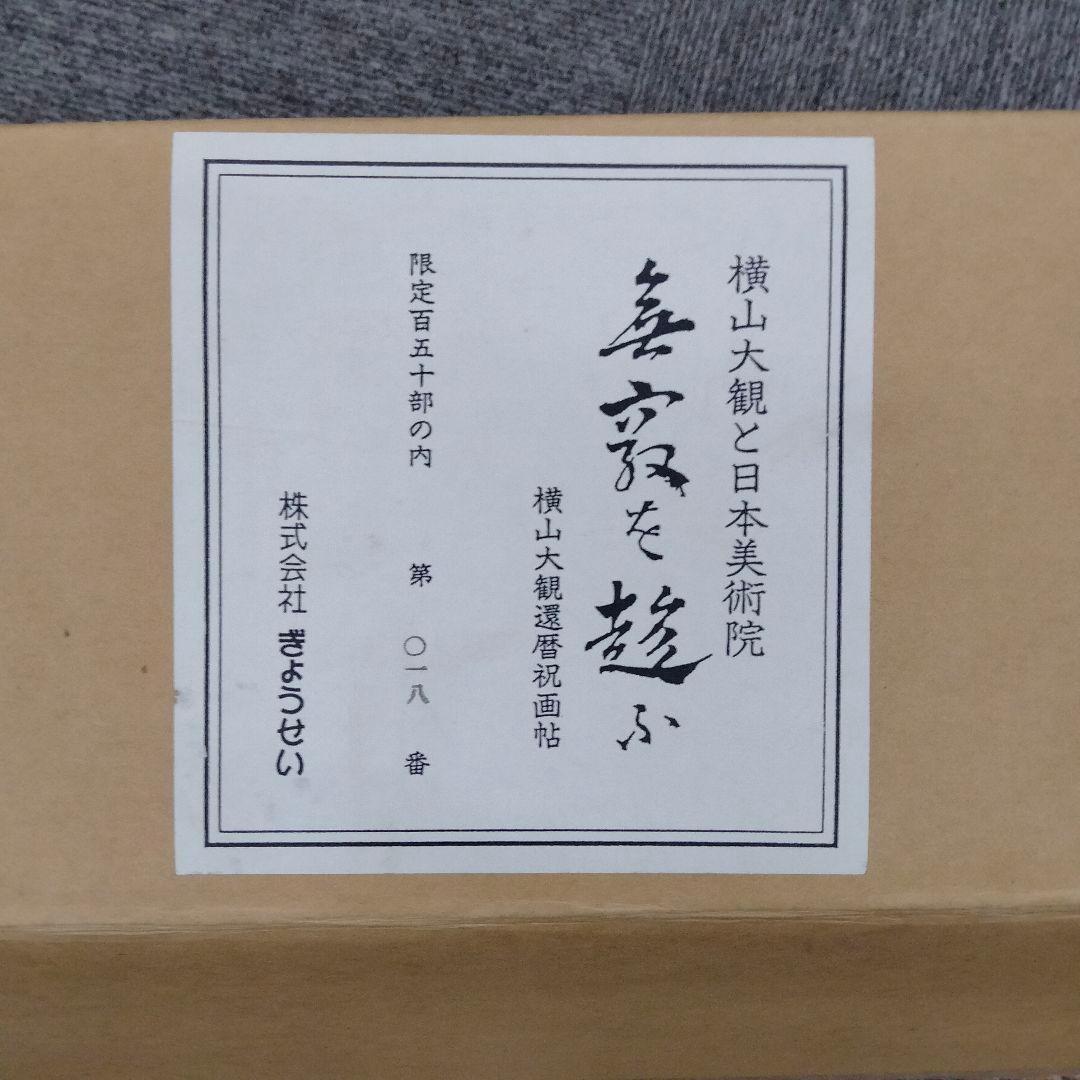 横山大観と日本美術院
無窮を趁ふ
横山大観還暦祝画帖
限定百五十部の内 第 〇一八 番
株式会社 ぎょうせい